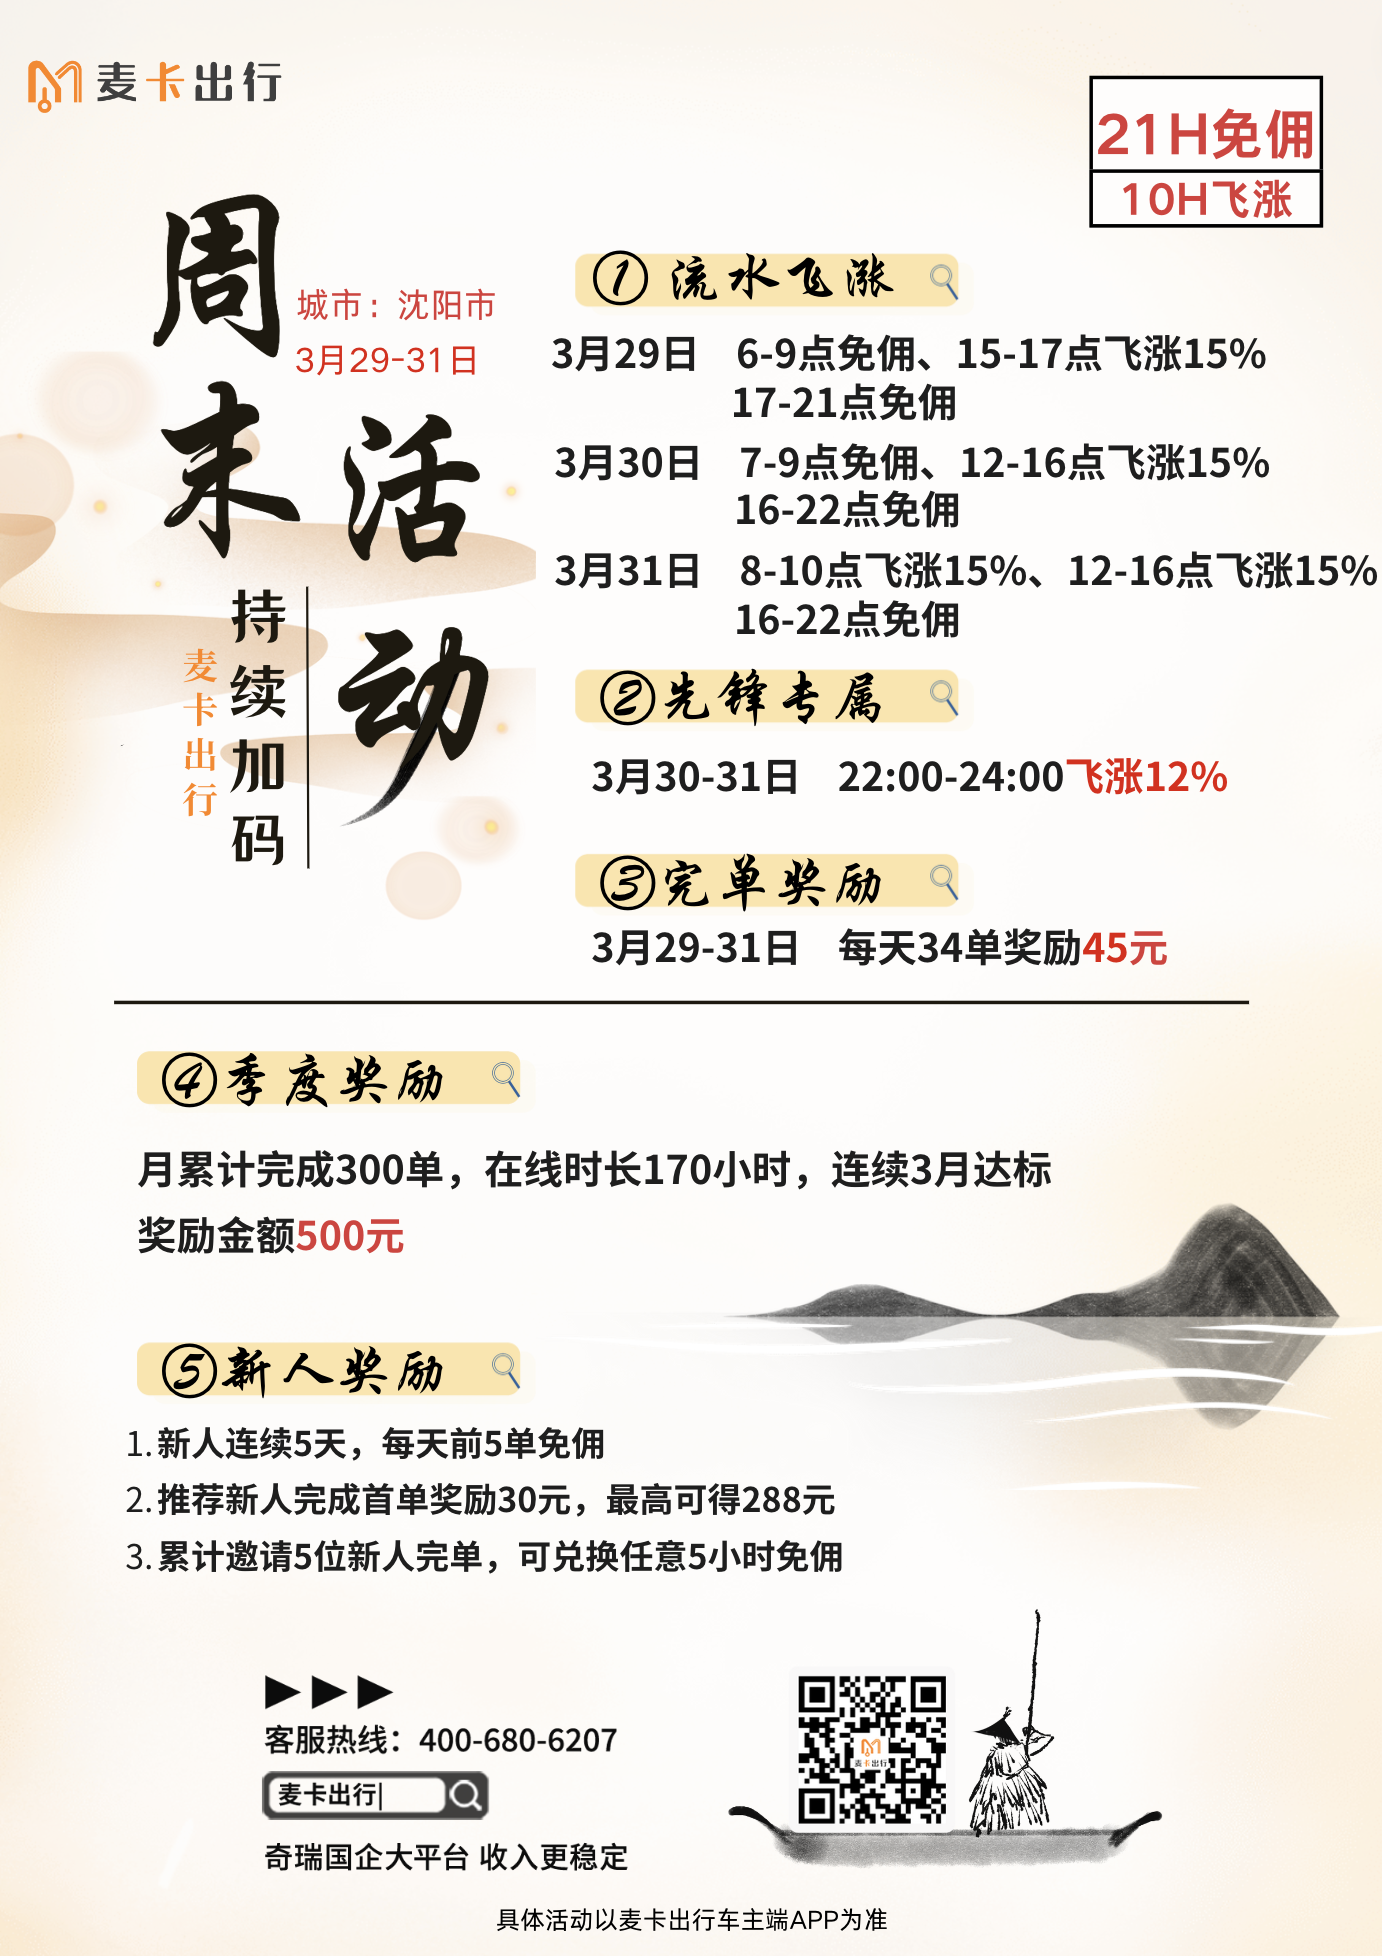 麦卡出行
21H免佣
10H飞涨
周末活动
城市：沈阳市
3月29-31日
持续加码
麦卡出行
① 流水飞涨
3月29日 6-9点免佣、15-17点飞涨15%
17-21点免佣
3月30日 7-9点免佣、12-16点飞涨15%
16-22点免佣
3月31日 8-10点飞涨15%、12-16点飞涨15%
16-22点免佣
②先锋专属
3月30-31日 22:00-24:00飞涨12%
③完单奖励
3月29-31日 每天34单奖励45元
④季度奖励
月累计完成300单，在线时长170小时，连续3月达标
奖励金额500元
⑤新人奖励
1.新人连续5天，每天前5单免佣
2.推荐新人完成首单奖励30元，最高可得288元
3.累计邀请5位新人完单，可兑换任意5小时免佣
客服热线：400-680-6207
麦卡出行
麦卡出行
奇瑞国企大平台 收入更稳定
具体活动以麦卡出行车主端APP为准